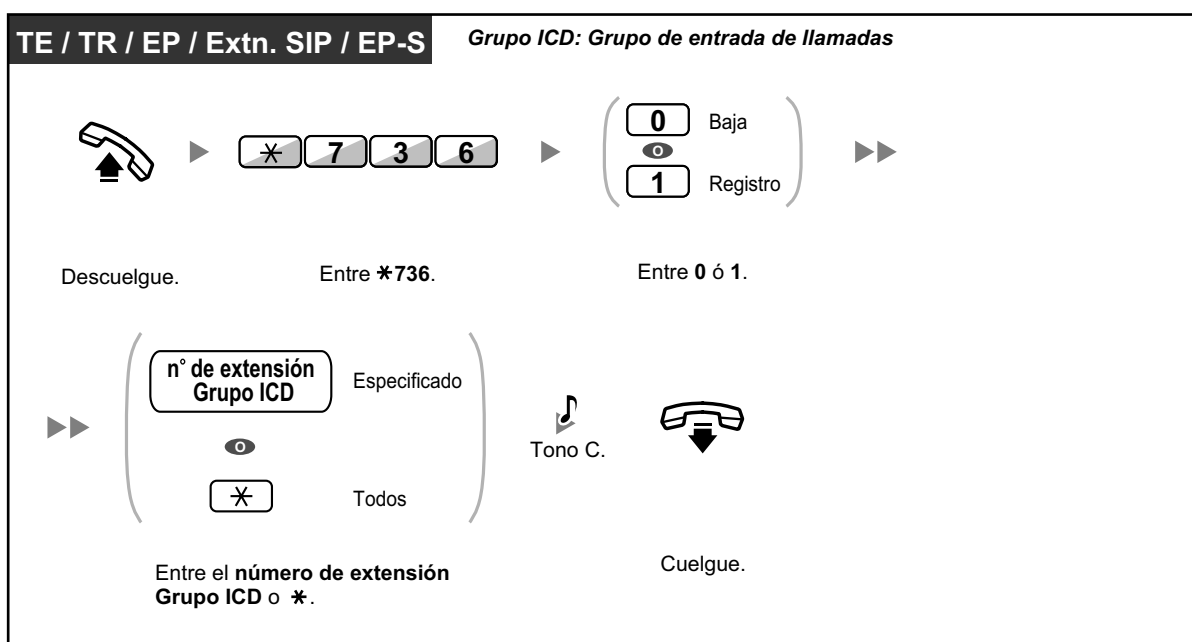 TE / TR / EP / Extn. SIP / EP-S
Grupo ICD: Grupo de entrada de llamadas
* 7 3 6
0 Baja
O
1 Registro
Descuelgue.
Entre *736.
Entre 0 ó 1.
n° de extensión
Grupo ICD
Especificado
O
* Todos
Tono C.
Entre el número de extensión
Grupo ICD o *.
Cuelgue.